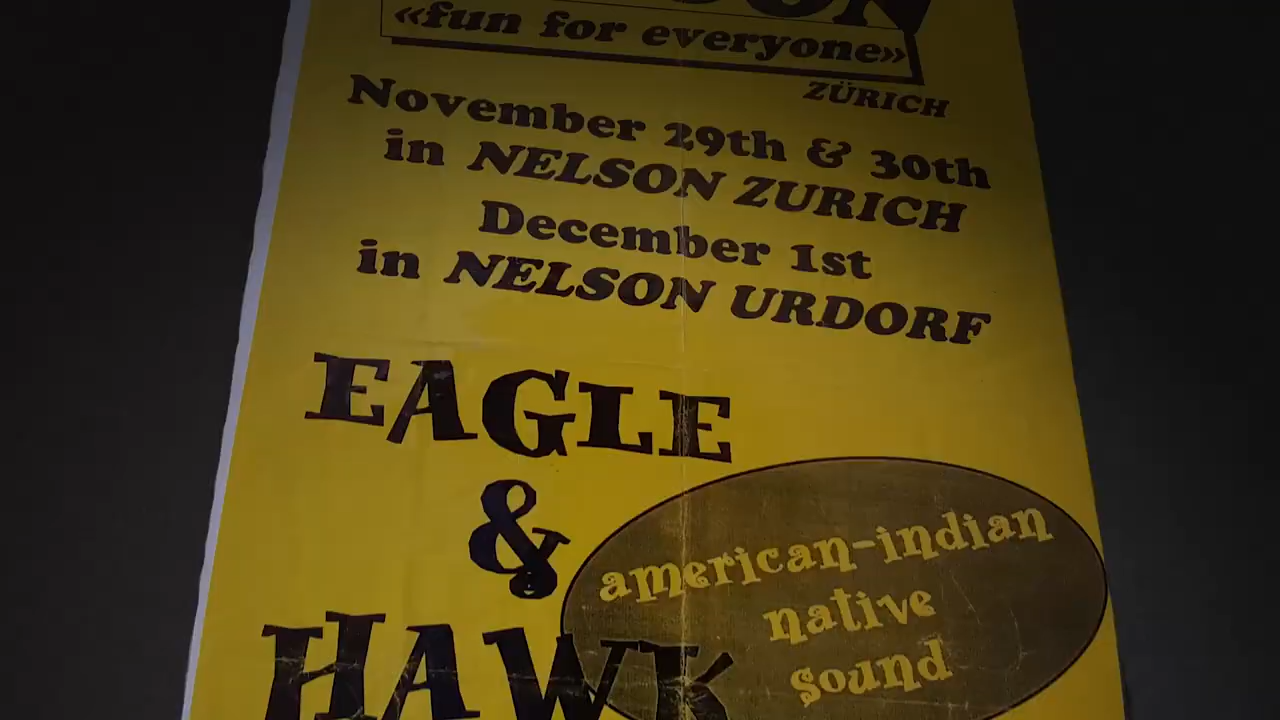 «fun for everyone»
ZÜRICH
November 29th & 30th
in NELSON ZURICH
December 1st
in NELSON URDORF
EAGLE
&
HAWK
american-indian
native
sound